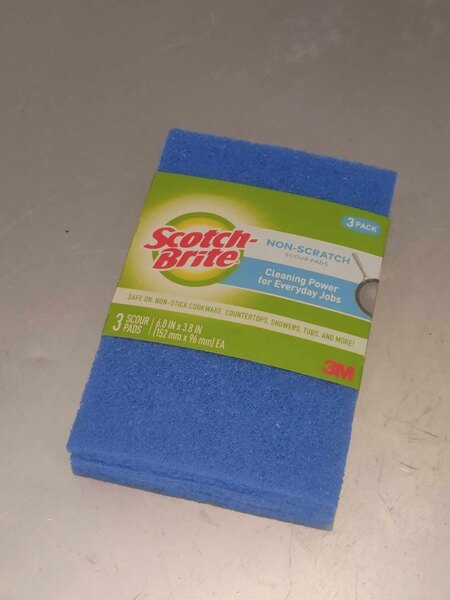 3 PACK
Scotch-
Brite
NON-SCRATCH
SCOUR PADS
Cleaning Power
for Everyday Jobs
SAFE ON: NON-STICK COOKWARE, COUNTERTOPS, SHOWERS, TUBS, AND MORE!
3 SCOUR PADS
6.0 IN x 3.8 IN
(152 mm x 96 mm) EA
3M